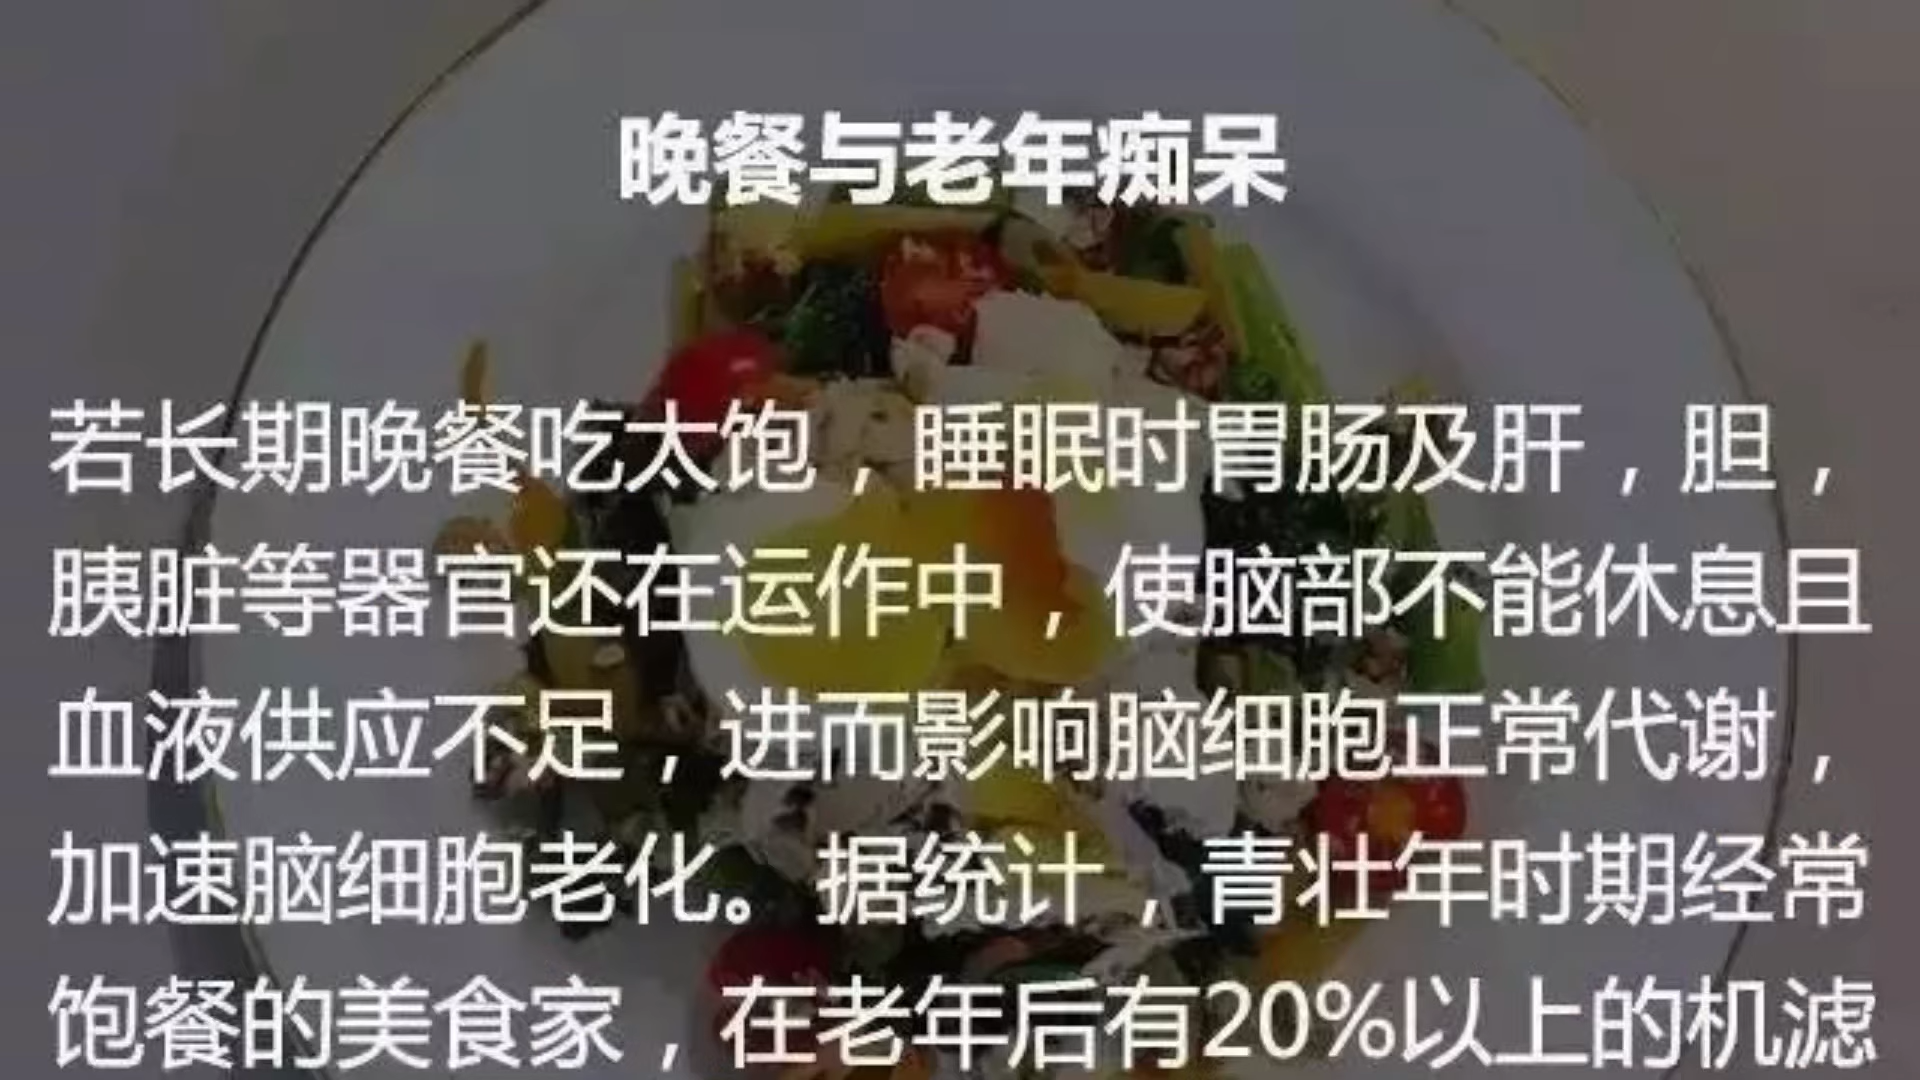 晚餐与老年痴呆
若长期晚餐吃太饱，睡眠时胃肠及肝，胆，
胰脏等器官还在运作中，使脑部不能休息且
血液供应不足，进而影响脑细胞正常代谢，
加速脑细胞老化。据统计，青壮年时期经常
饱餐的美食家，在老年后有20%以上的机滤